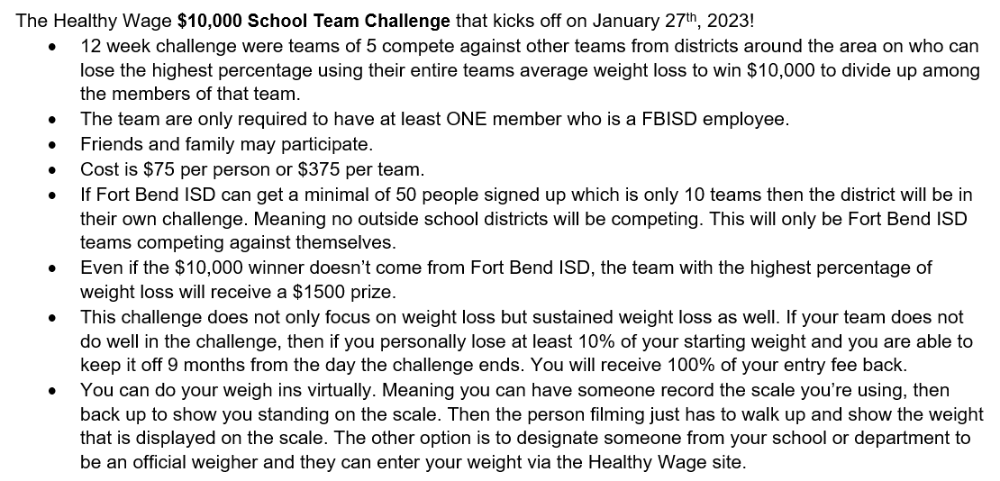 The Healthy Wage $10,000 School Team Challenge that kicks off on January 27th, 2023!
• 12 week challenge were teams of 5 compete against other teams from districts around the area on who can
lose the highest percentage using their entire teams average weight loss to win $10,000 to divide up among
the members of that team.
• The team are only required to have at least ONE member who is a FBISD employee.
• Friends and family may participate.
• Cost is $75 per person or $375 per team.
• If Fort Bend ISD can get a minimal of 50 people signed up which is only 10 teams then the district will be in
their own challenge. Meaning no outside school districts will be competing. This will only be Fort Bend ISD
teams competing against themselves.
• Even if the $10,000 winner doesn’t come from Fort Bend ISD, the team with the highest percentage of
weight loss will receive a $1500 prize.
• This challenge does not only focus on weight loss but sustained weight loss as well. If your team does not
do well in the challenge, then if you personally lose at least 10% of your starting weight and you are able to
keep it off 9 months from the day the challenge ends. You will receive 100% of your entry fee back.
• You can do your weigh ins virtually. Meaning you can have someone record the scale you’re using, then
back up to show you standing on the scale. Then the person filming just has to walk up and show the weight
that is displayed on the scale. The other option is to designate someone from your school or department to
be an official weigher and they can enter your weight via the Healthy Wage site.